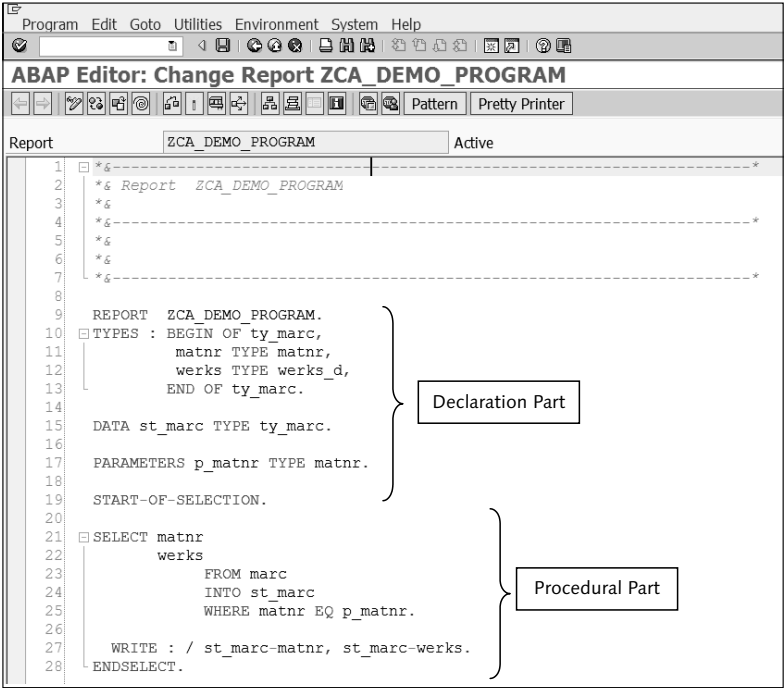 Program Edit Goto Utilities Environment System Help
ABAP Editor: Change Report ZCA_DEMO_PROGRAM
Pattern Pretty Printer
Report ZCA_DEMO_PROGRAM Active
1 *&---------------------------------------------------------------------*
2 *& Report  ZCA_DEMO_PROGRAM
3 *&
4 *&---------------------------------------------------------------------*
5 *&
6 *&
7 *&---------------------------------------------------------------------*
8
9 REPORT  ZCA_DEMO_PROGRAM.
10 TYPES : BEGIN OF ty_marc,
11 matnr TYPE matnr,
12 werks TYPE werks_d,
13 END OF ty_marc.
Declaration Part
14
15 DATA st_marc TYPE ty_marc.
16
17 PARAMETERS p_matnr TYPE matnr.
18
19 START-OF-SELECTION.
20
21 SELECT matnr
22 werks
23 FROM marc
24 INTO st_marc
Procedural Part
25 WHERE matnr EQ p_matnr.
26
27 WRITE : / st_marc-matnr, st_marc-werks.
28 ENDSELECT.